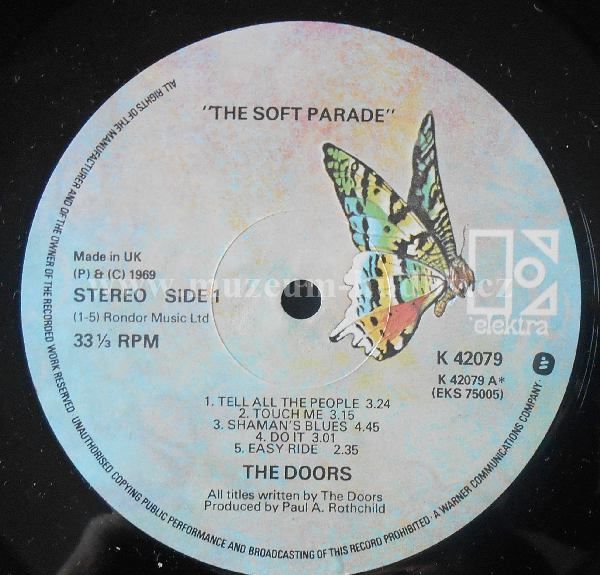 "THE SOFT PARADE"
Made in UK
(P) & (C) 1969
STEREO SIDE 1
(1-5) Rondor Music Ltd
33⅓ RPM
elektra
K 42079
K 42079 A*
(EKS 75005)
1. TELL ALL THE PEOPLE 3.24
2. TOUCH ME 3.15
3. SHAMAN'S BLUES 4.45
4. DO IT 3.01
5. EASY RIDE 2.35
THE DOORS
All titles written by The Doors
Produced by Paul A. Rothchild
ALL RIGHTS OF THE MANUFACTURER AND OF THE OWNER OF THE RECORDED WORK RESERVED. UNAUTHORISED COPYING PUBLIC PERFORMANCE AND BROADCASTING OF THIS RECORD PROHIBITED · A WARNER COMMUNICATIONS COMPANY ·